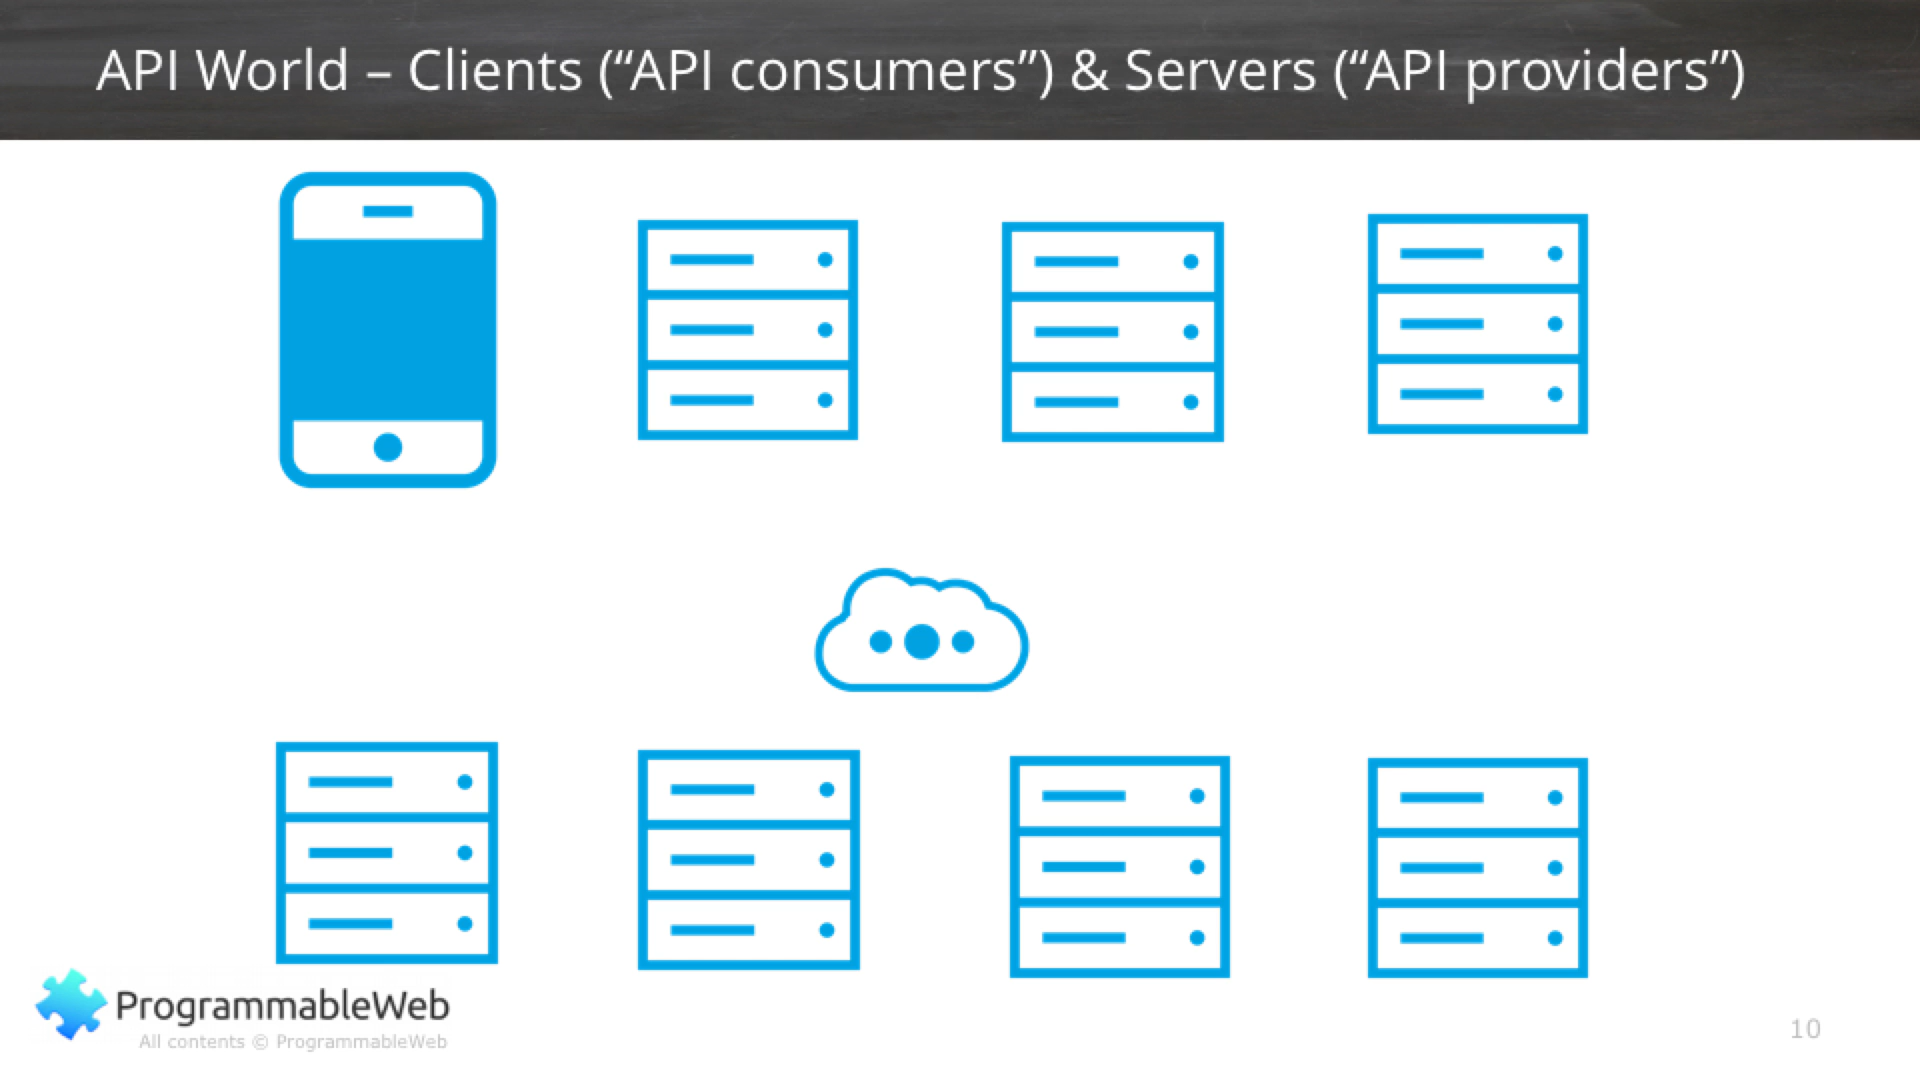 API World – Clients (“API consumers”) & Servers (“API providers”)
ProgrammableWeb
All contents © ProgrammableWeb
10